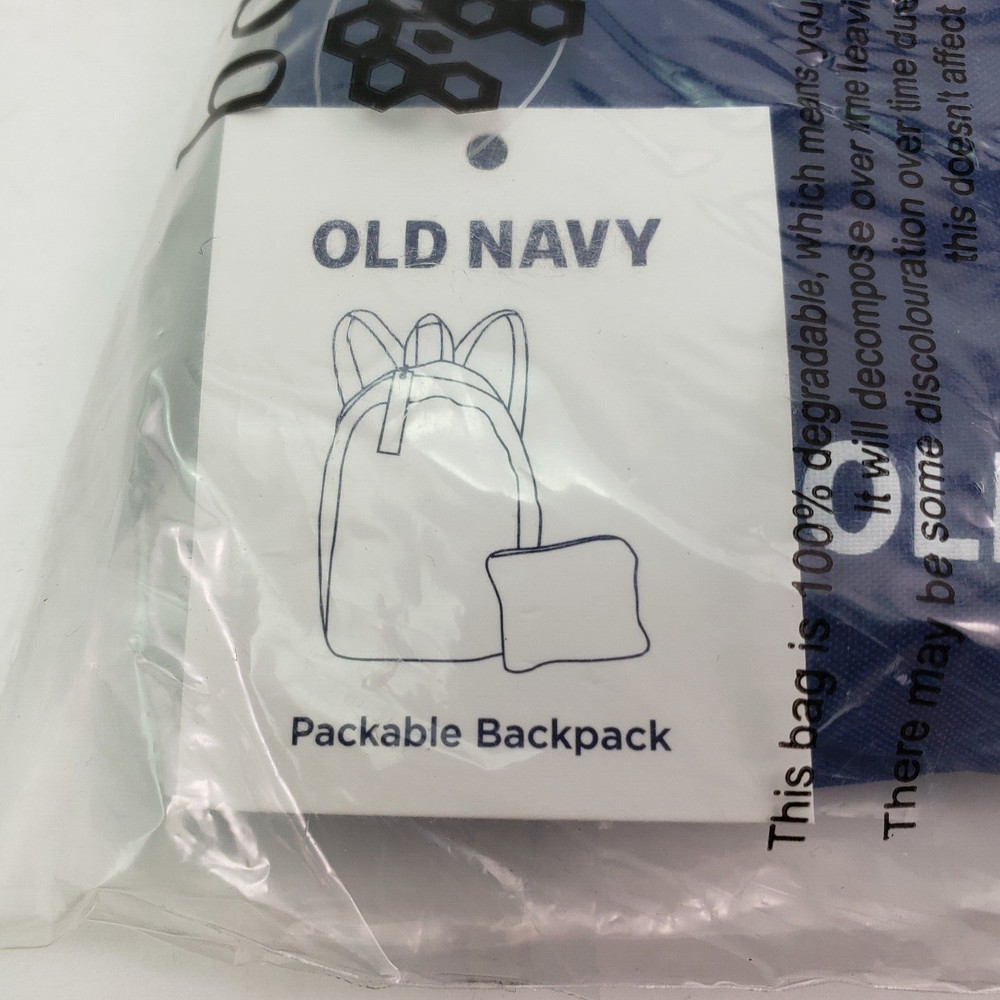 OLD NAVY
Packable Backpack
This bag is 100% degradable, which means you
It will decompose over time leavi
There may be some discolouration over time due
this doesn't affect